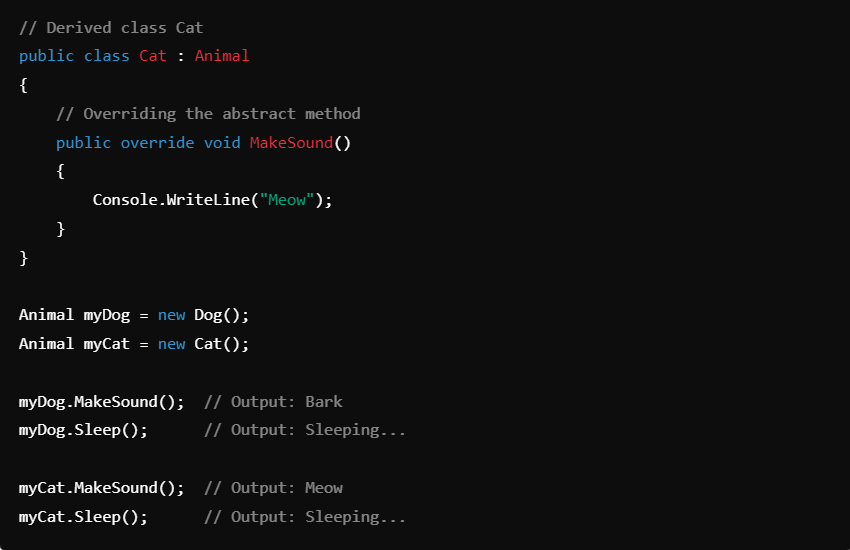 // Derived class Cat
public class Cat : Animal
{
    // Overriding the abstract method
    public override void MakeSound()
    {
        Console.WriteLine("Meow");
    }
}

Animal myDog = new Dog();
Animal myCat = new Cat();

myDog.MakeSound();  // Output: Bark
myDog.Sleep();      // Output: Sleeping...

myCat.MakeSound();  // Output: Meow
myCat.Sleep();      // Output: Sleeping...